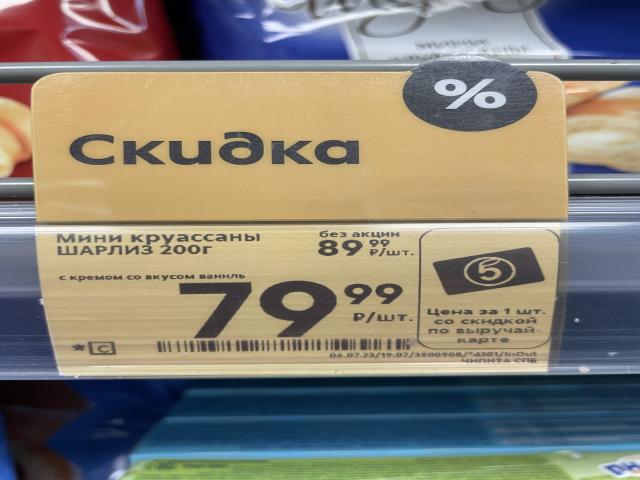 %
Скидка
Мини круассаны
ШАРЛИЗ 200г
с кремом со вкусом ваниль
без акции
89 99
₽/шт.
79 99
₽/шт.
5
Цена за 1 шт.
со скидкой
по выручай-
карте
*С
06.07.23/19.07/3900908/*4301/InOut
ЧИПИТА СПБ